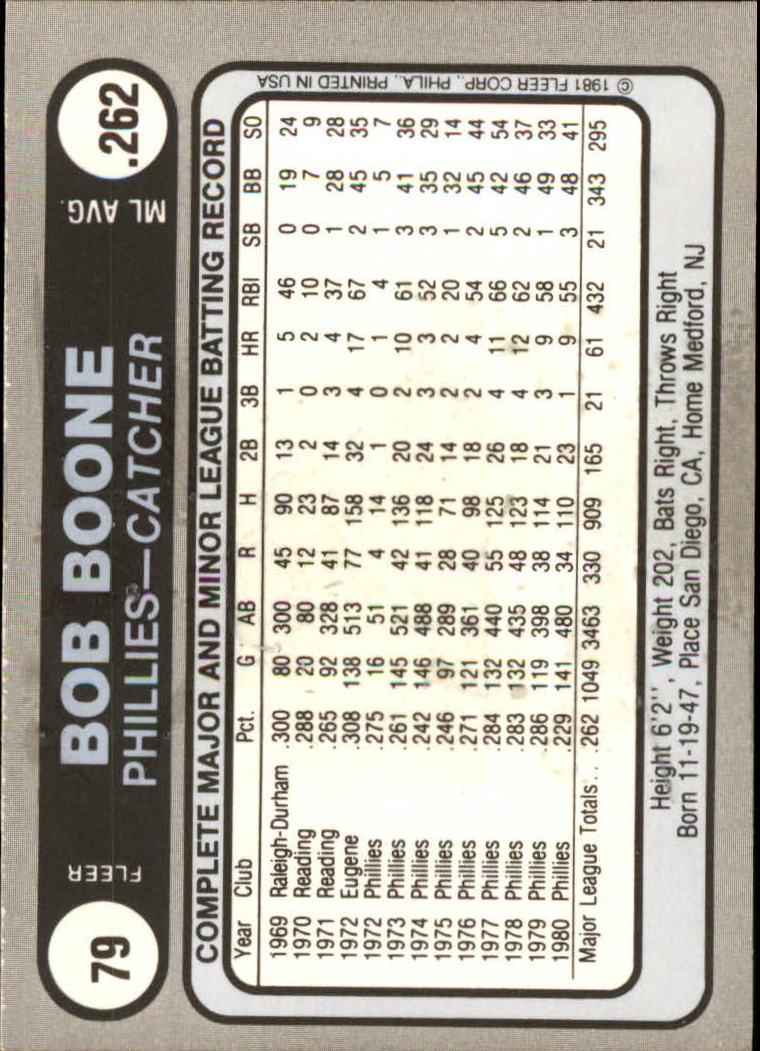 79
FLEER
BOB BOONE
PHILLIES®—CATCHER
ML AVG.
.262
COMPLETE MAJOR AND MINOR LEAGUE BATTING RECORD
Year Club Pct. G AB R H 2B 3B HR RBI SB BB SO
1969 Raleigh-Durham .300 80 300 45 90 13 1 5 46 0 19 24
1970 Reading .288 20 80 12 23 2 0 2 10 0 7 9
1971 Reading .265 92 328 41 87 14 3 4 37 1 28 28
1972 Eugene .308 138 513 77 158 32 4 17 67 2 45 35
1972 Phillies .275 16 51 4 14 1 0 1 4 1 5 7
1973 Phillies .261 145 521 42 136 20 2 10 61 3 41 36
1974 Phillies .242 146 488 41 118 24 3 3 52 3 35 29
1975 Phillies .246 97 289 28 71 14 2 2 20 1 32 14
1976 Phillies .271 121 361 40 98 18 2 4 54 2 45 44
1977 Phillies .284 132 440 55 125 26 4 11 66 5 42 54
1978 Phillies .283 132 435 48 123 18 4 12 62 2 46 37
1979 Phillies .286 119 398 38 114 21 3 9 58 1 49 33
1980 Phillies .229 141 480 34 110 23 1 9 55 3 48 41
Major League Totals... .262 1049 3463 330 909 165 21 61 432 21 343 295
Height 6'2'', Weight 202, Bats Right, Throws Right
Born 11-19-47, Place San Diego, CA, Home Medford, NJ
© 1981 FLEER CORP., PHILA., PRINTED IN USA